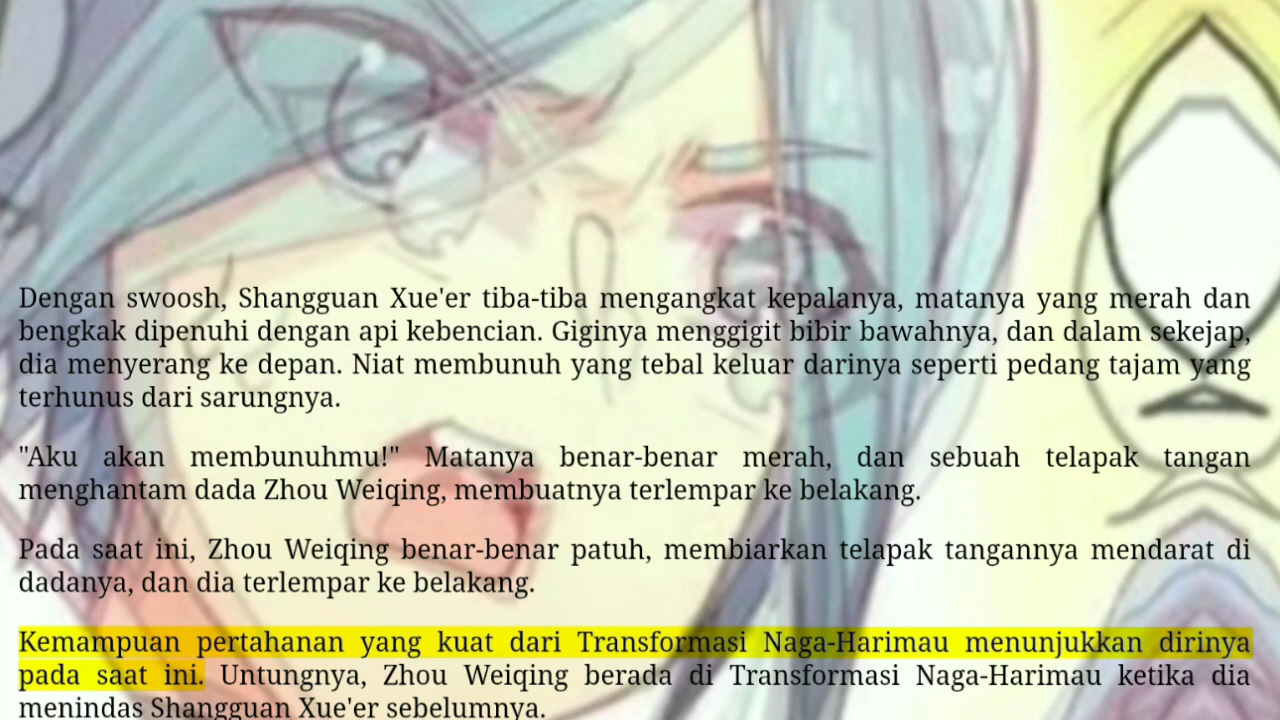 Dengan swoosh, Shangguan Xue'er tiba-tiba mengangkat kepalanya, matanya yang merah dan
bengkak dipenuhi dengan api kebencian. Giginya menggigit bibir bawahnya, dan dalam sekejap,
dia menyerang ke depan. Niat membunuh yang tebal keluar darinya seperti pedang tajam yang
terhunus dari sarungnya.
"Aku akan membunuhmu!" Matanya benar-benar merah, dan sebuah telapak tangan
menghantam dada Zhou Weiqing, membuatnya terlempar ke belakang.
Pada saat ini, Zhou Weiqing benar-benar patuh, membiarkan telapak tangannya mendarat di
dadanya, dan dia terlempar ke belakang.
Kemampuan pertahanan yang kuat dari Transformasi Naga-Harimau menunjukkan dirinya
pada saat ini. Untungnya, Zhou Weiqing berada di Transformasi Naga-Harimau ketika dia
menindas Shangguan Xue'er sebelumnya.